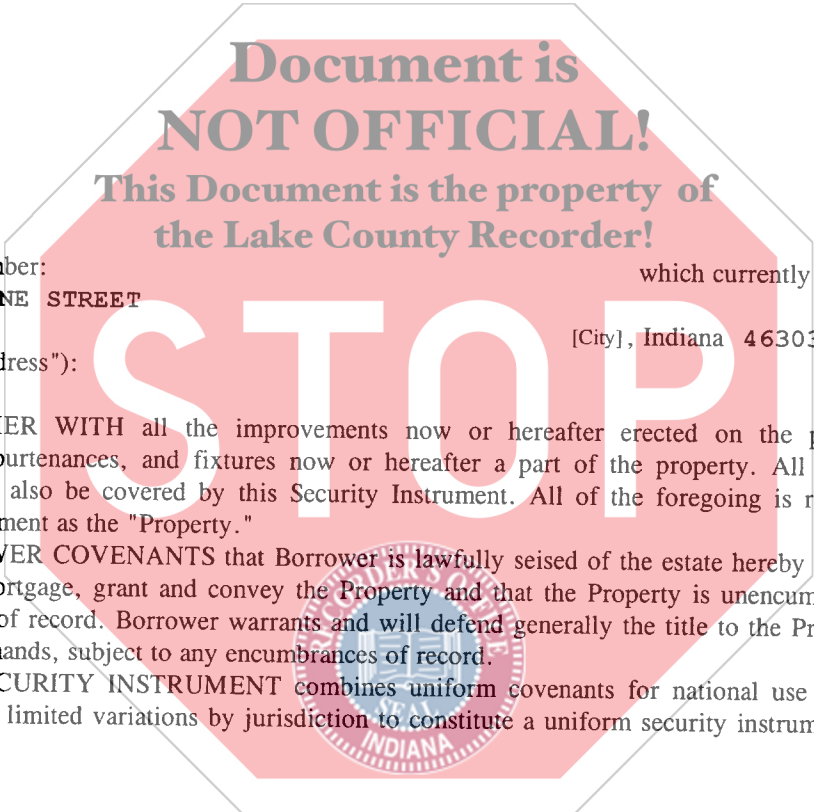 Document is
NOT OFFICIAL!
This Document is the property of
the Lake County Recorder!
ber:
which currently
NE STREET
[City], Indiana 46303
dress"):
STOP
ER WITH all the improvements now or hereafter erected on the p
purtenances, and fixtures now or hereafter a part of the property. All
also be covered by this Security Instrument. All of the foregoing is r
ment as the "Property."
VER COVENANTS that Borrower is lawfully seised of the estate hereby
ortgage, grant and convey the Property and that the Property is unencum
of record. Borrower warrants and will defend generally the title to the Pr
ands, subject to any encumbrances of record.
CURITY INSTRUMENT combines uniform covenants for national use
limited variations by jurisdiction to constitute a uniform security instrum
RECORDER'S OFFICE
SEAL
INDIANA